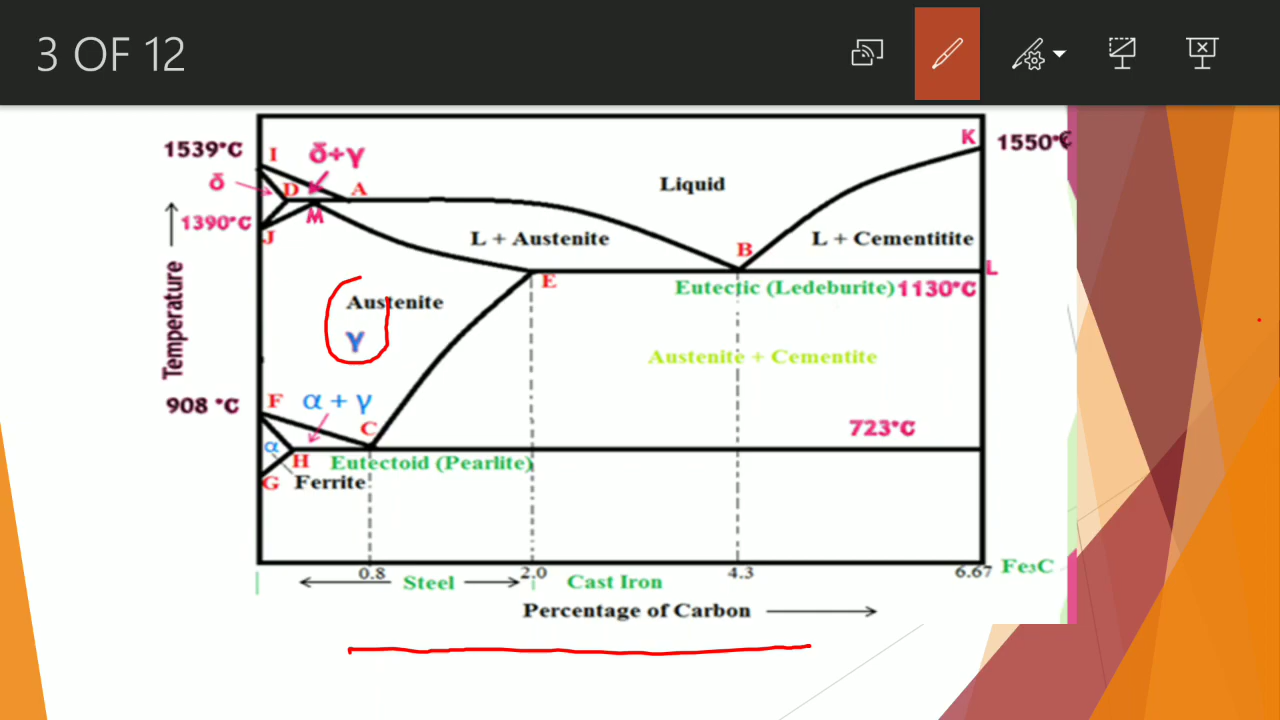 3 OF 12
1539°C I δ+γ K 1550°C
δ D A Liquid
1390°C M
J L + Austenite B L + Cementitite
E Eutectic (Ledeburite) 1130°C L
Austenite
γ
Temperature
Austenite + Cementite
908 °C F α + γ
C 723°C
α H Eutectoid (Pearlite)
G Ferrite
0.8 2.0 4.3 6.67 Fe₃C
Steel Cast Iron
Percentage of Carbon